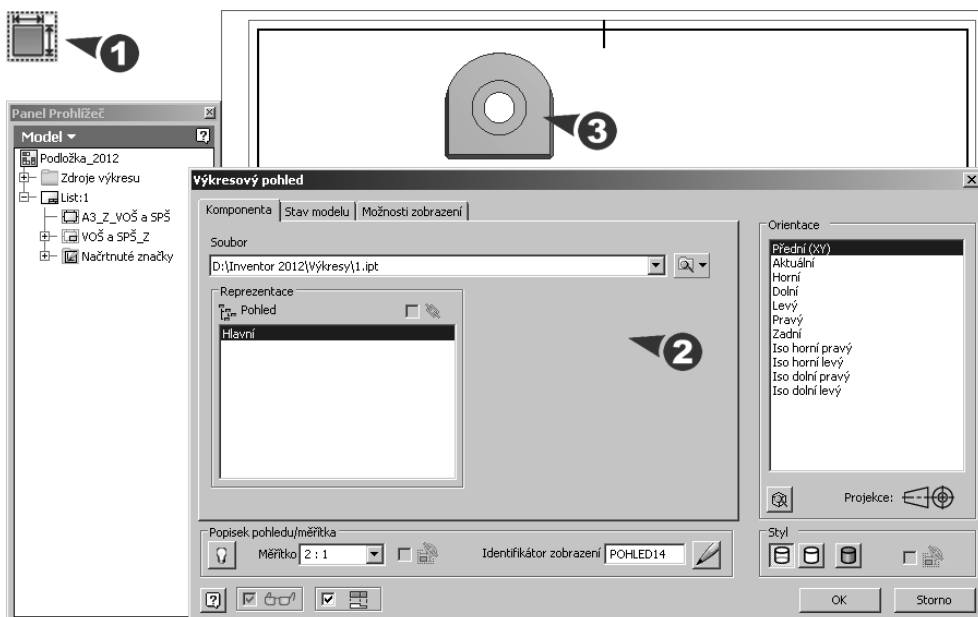 1
3
Panel Prohlížeč
Model
Podložka_2012
Zdroje výkresu
List:1
A3_Z_VOŠ a SPŠ
VOŠ a SPŠ_Z
Načrtnuté značky
Výkresový pohled
Komponenta
Stav modelu
Možnosti zobrazení
Soubor
D:\Inventor 2012\Výkresy\1.ipt
Reprezentace
Pohled
Hlavní
2
Orientace
Přední (XY)
Aktuální
Horní
Dolní
Levý
Pravý
Zadní
Iso horní pravý
Iso horní levý
Iso dolní pravý
Iso dolní levý
Projekce:
Popisek pohledu/měřítka
Měřítko 2 : 1
Identifikátor zobrazení POHLED14
Styl
OK
Storno